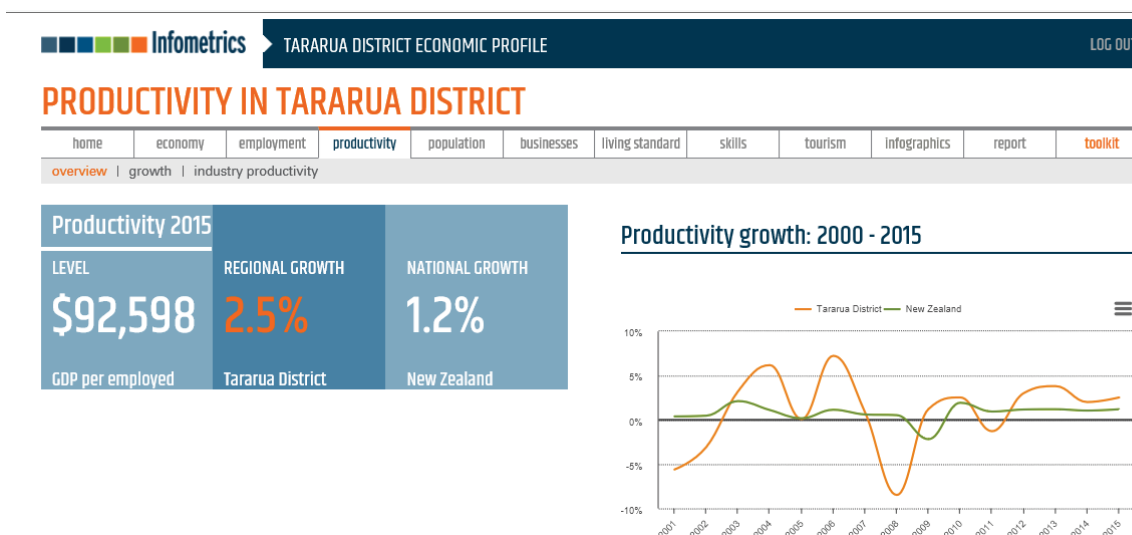 Infometrics TARARUA DISTRICT ECONOMIC PROFILE LOG OUT
PRODUCTIVITY IN TARARUA DISTRICT
home economy employment productivity population businesses living standard skills tourism infographics report toolkit
overview | growth | industry productivity
Productivity 2015
LEVEL REGIONAL GROWTH NATIONAL GROWTH
$92,598 2.5% 1.2%
GDP per employed Tararua District New Zealand
Productivity growth: 2000 - 2015
Tararua District New Zealand
10%
5%
0%
-5%
-10%
2001 2002 2003 2004 2005 2006 2007 2008 2009 2010 2011 2012 2013 2014 2015